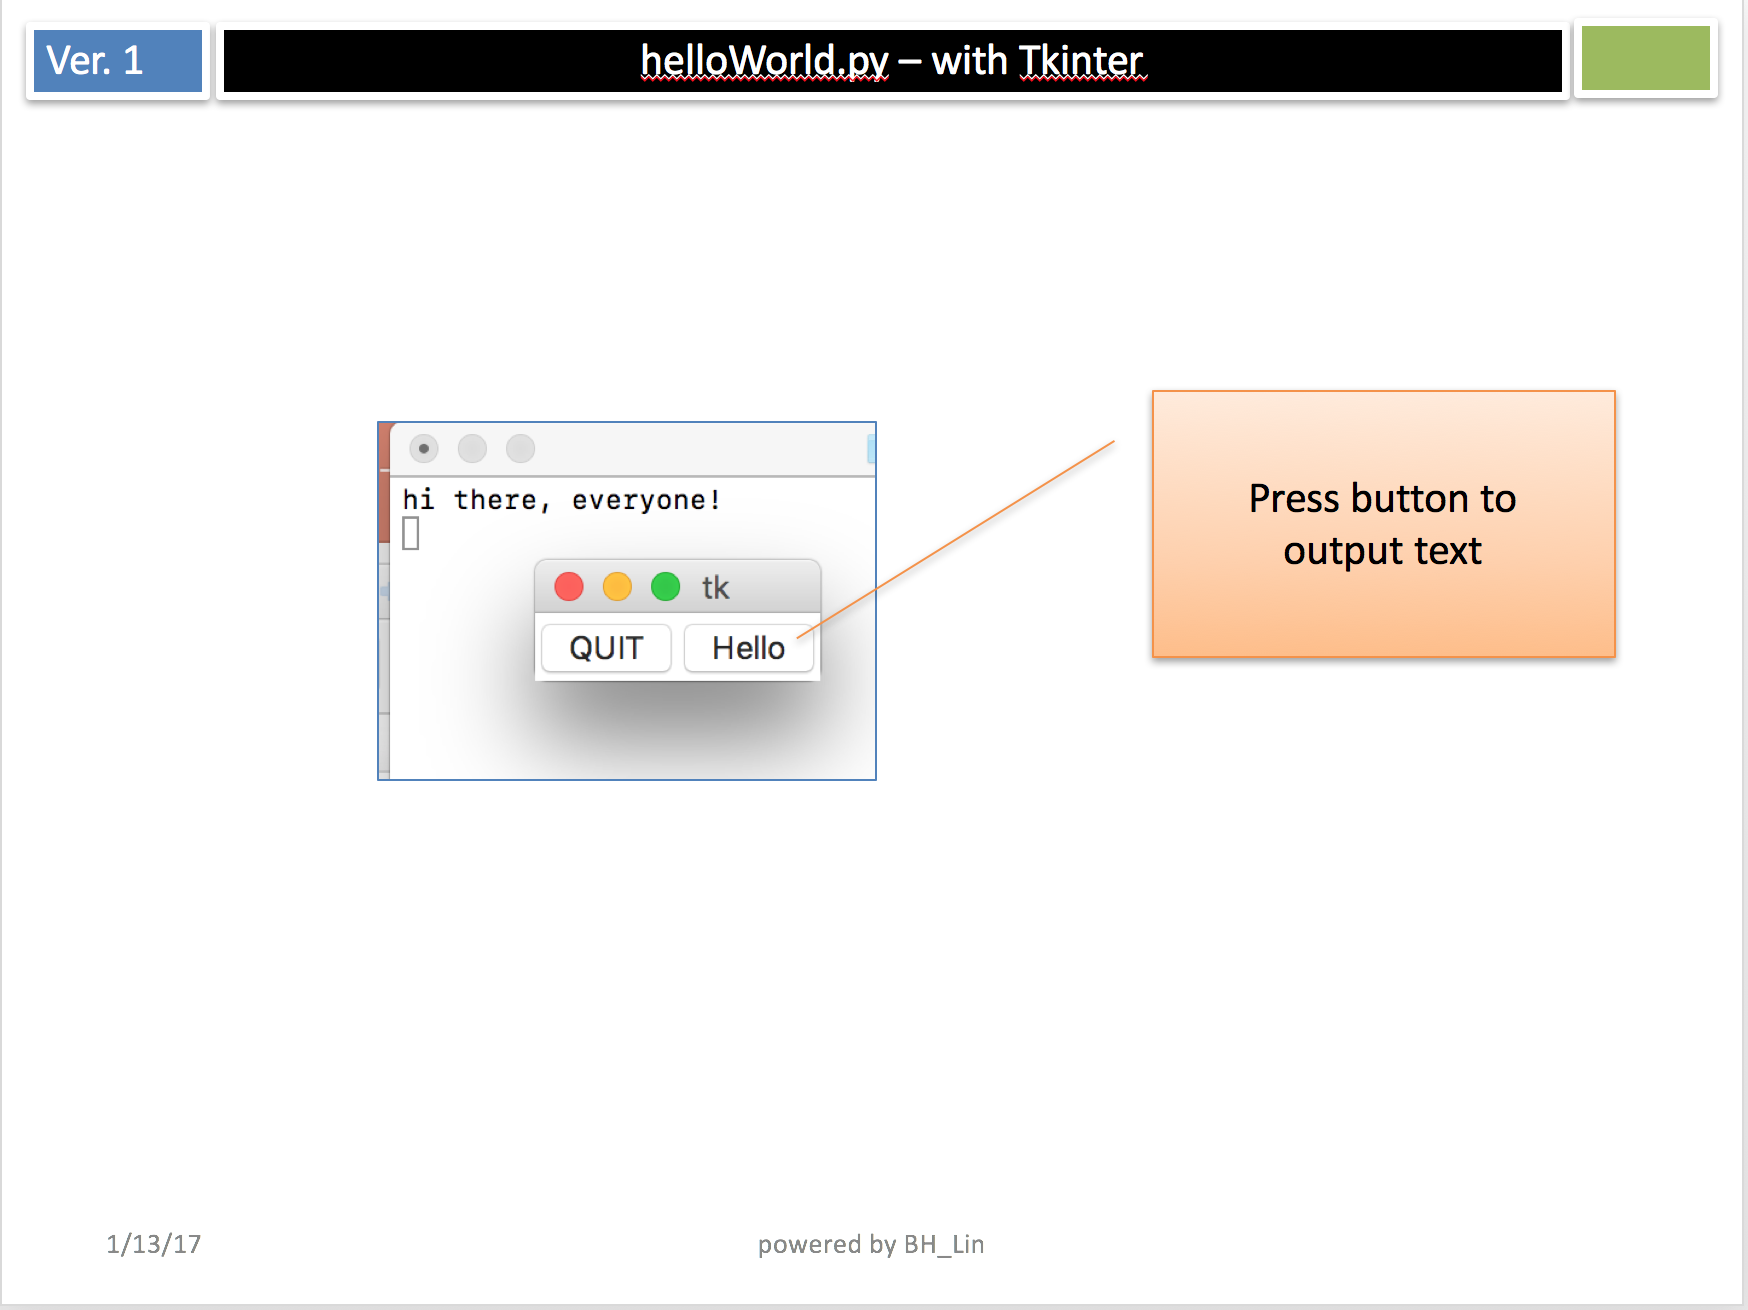 Ver. 1
helloWorld.py – with Tkinter
hi there, everyone!
tk
QUIT
Hello
Press button to
output text
1/13/17
powered by BH_Lin